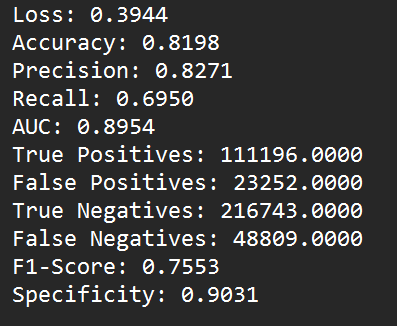 Loss: 0.3944
Accuracy: 0.8198
Precision: 0.8271
Recall: 0.6950
AUC: 0.8954
True Positives: 111196.0000
False Positives: 23252.0000
True Negatives: 216743.0000
False Negatives: 48809.0000
F1-Score: 0.7553
Specificity: 0.9031